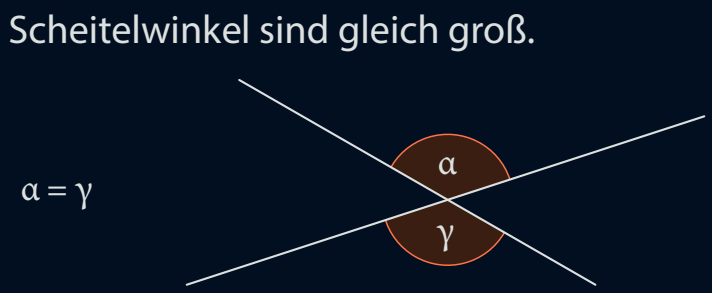 Scheitelwinkel sind gleich groß.
α
α = γ
γ